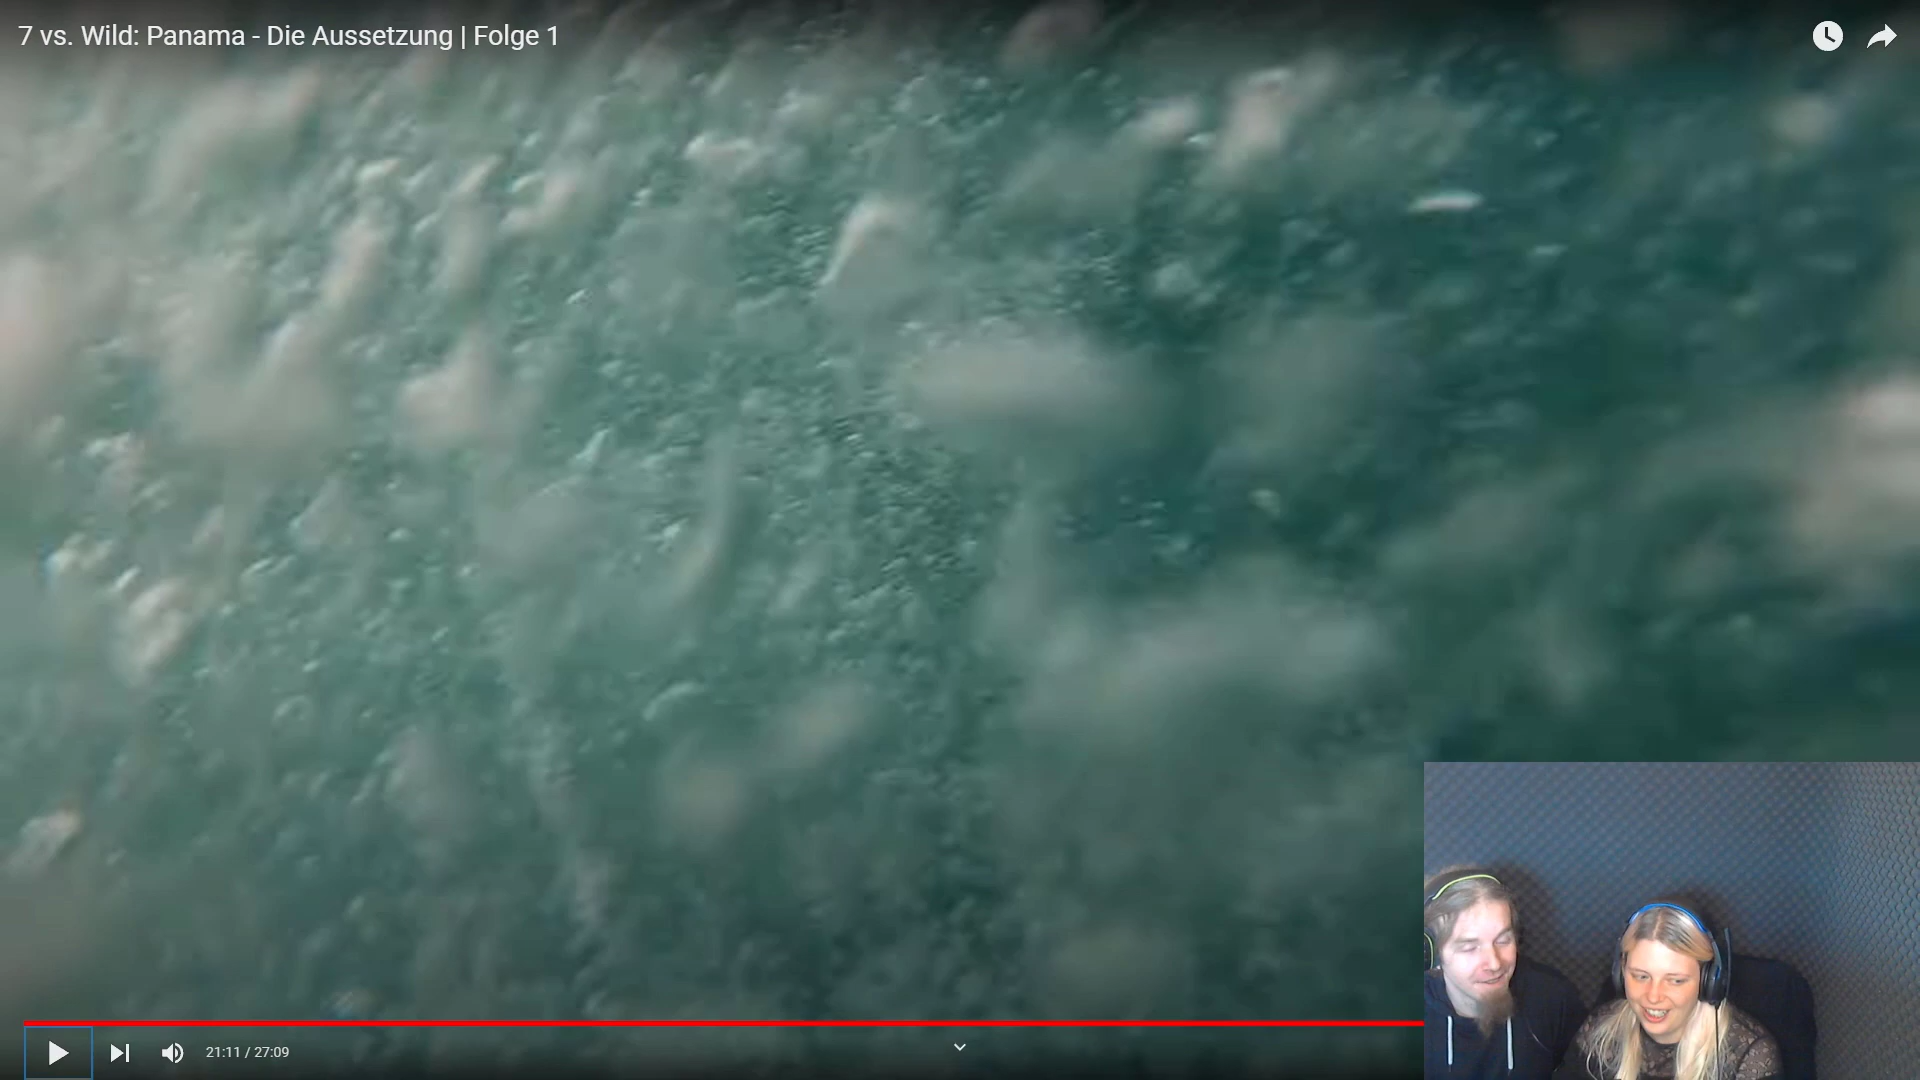 7 vs. Wild: Panama - Die Aussetzung | Folge 1
21:11 / 27:09